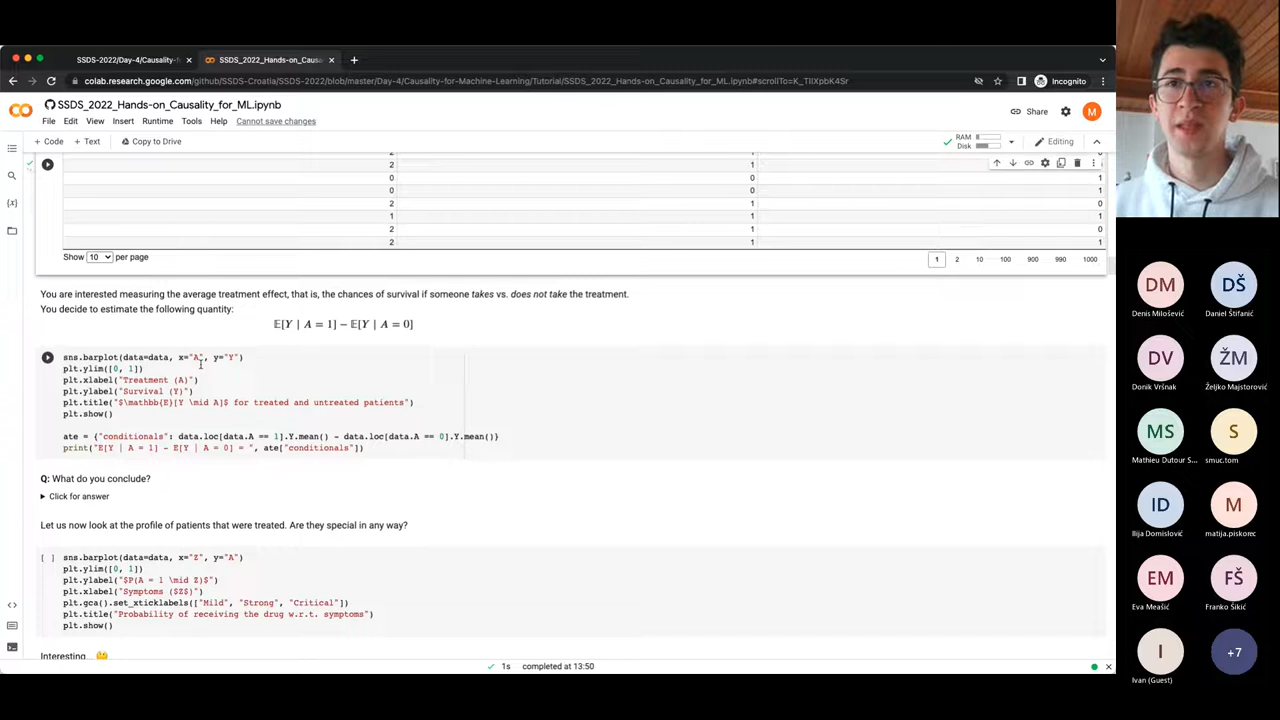 SSDS-2022/Day-4/Causality-f
SSDS_2022_Hands-on_Causa
colab.research.google.com/github/SSDS-Croatia/SSDS-2022/blob/master/Day-4/Causality-for-Machine-Learning/Tutorial/SSDS_2022_Hands_on_Causality_for_ML.ipynb#scrollTo=K_TIlXpbK4Sr
Incognito
SSDS_2022_Hands-on_Causality_for_ML.ipynb
Share
M
File Edit View Insert Runtime Tools Help Cannot save changes
+ Code + Text Copy to Drive
RAM
Disk
Editing
2 1
0 0 1
0 0 1
2 1 0
1 1 1
2 1 0
2 1 1
Show 10 per page
1 2 10 100 900 990 1000
You are interested measuring the average treatment effect, that is, the chances of survival if someone takes vs. does not take the treatment.
You decide to estimate the following quantity:
𝔼[Y | A = 1] − 𝔼[Y | A = 0]
sns.barplot(data=data, x="A", y="Y")
plt.ylim([0, 1])
plt.xlabel("Treatment (A)")
plt.ylabel("Survival (Y)")
plt.title("$\mathbb{E}[Y \mid A]$ for treated and untreated patients")
plt.show()
ate = {"conditionals": data.loc[data.A == 1].Y.mean() - data.loc[data.A == 0].Y.mean()}
print("E[Y | A = 1] - E[Y | A = 0] = ", ate["conditionals"])
Q: What do you conclude?
Click for answer
Let us now look at the profile of patients that were treated. Are they special in any way?
[ ] sns.barplot(data=data, x="Z", y="A")
plt.ylim([0, 1])
plt.ylabel("$P(A = 1 \mid Z)$")
plt.xlabel("Symptoms ($Z$)")
plt.gca().set_xticklabels(["Mild", "Strong", "Critical"])
plt.title("Probability of receiving the drug w.r.t. symptoms")
plt.show()
Interesting
1s completed at 13:50
DM
Denis Milošević
DŠ
Daniel Štifanić
DV
Donik Vršnak
ŽM
Željko Majstorović
MS
Mathieu Dutour S...
S
smuc.tom
ID
Ilija Domislović
M
matija.piskorec
EM
Eva Measić
FŠ
Franko Šikić
I
Ivan (Guest)
+7